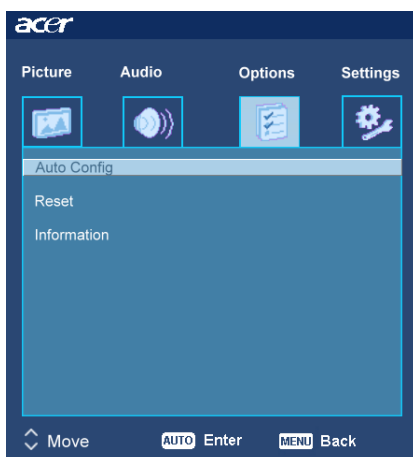 acer
Picture Audio Options Settings
Auto Config
Reset
Information
Move AUTO Enter MENU Back